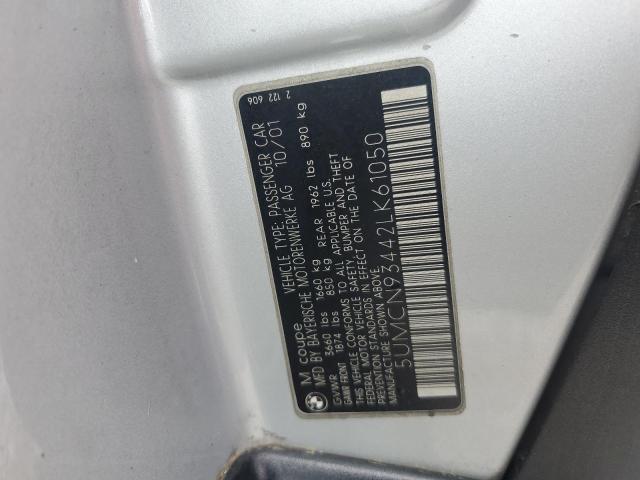 M coupe VEHICLE TYPE: PASSENGER CAR
MFD BY BAYERISCHE MOTORENWERKE AG 10/01
GVWR 3660 lbs 1660 kg REAR 1962 lbs 890 kg
GAWR FRONT 1874 lbs 850 kg
THIS VEHICLE CONFORMS TO ALL APPLICABLE U.S.
FEDERAL MOTOR VEHICLE SAFETY, BUMPER AND THEFT
PREVENTION STANDARDS IN EFFECT ON THE DATE OF
MANUFACTURE SHOWN ABOVE.
5UMCN93442LK61050
2 122 606